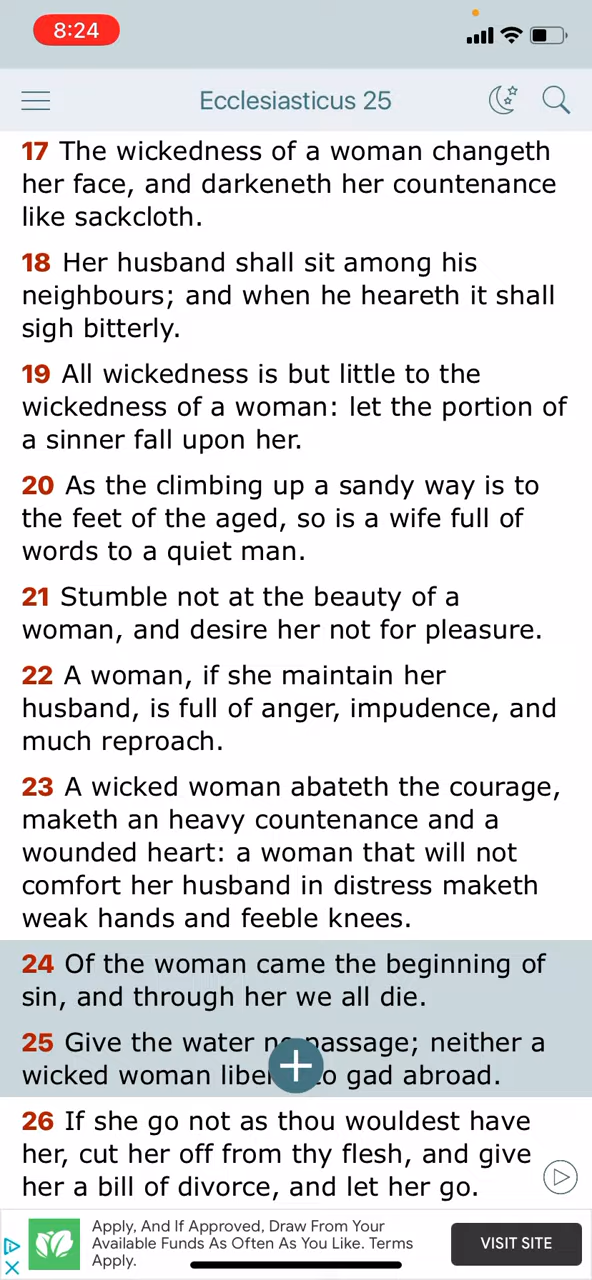 8:24
Ecclesiasticus 25
17 The wickedness of a woman changeth
her face, and darkeneth her countenance
like sackcloth.
18 Her husband shall sit among his
neighbours; and when he heareth it shall
sigh bitterly.
19 All wickedness is but little to the
wickedness of a woman: let the portion of
a sinner fall upon her.
20 As the climbing up a sandy way is to
the feet of the aged, so is a wife full of
words to a quiet man.
21 Stumble not at the beauty of a
woman, and desire her not for pleasure.
22 A woman, if she maintain her
husband, is full of anger, impudence, and
much reproach.
23 A wicked woman abateth the courage,
maketh an heavy countenance and a
wounded heart: a woman that will not
comfort her husband in distress maketh
weak hands and feeble knees.
24 Of the woman came the beginning of
sin, and through her we all die.
25 Give the water passage; neither a
wicked woman gad abroad.
26 If she go not as thou wouldest have
her, cut her off from thy flesh, and give
her a bill of divorce, and let her go.
Apply, And If Approved, Draw From Your
Available Funds As Often As You Like. Terms
Apply.
VISIT SITE